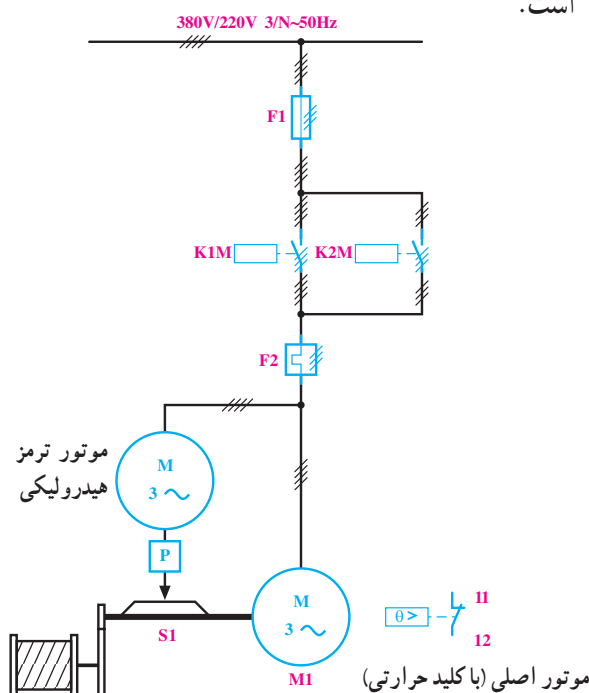 است.
380V/220V 3/N~50Hz
F1
K1M
K2M
F2
موتور ترمز
هیدرولیکی
M
3 ~
P
S1
M
3 ~
M1
θ >
11
12
موتور اصلی (با کلید حرارتی)